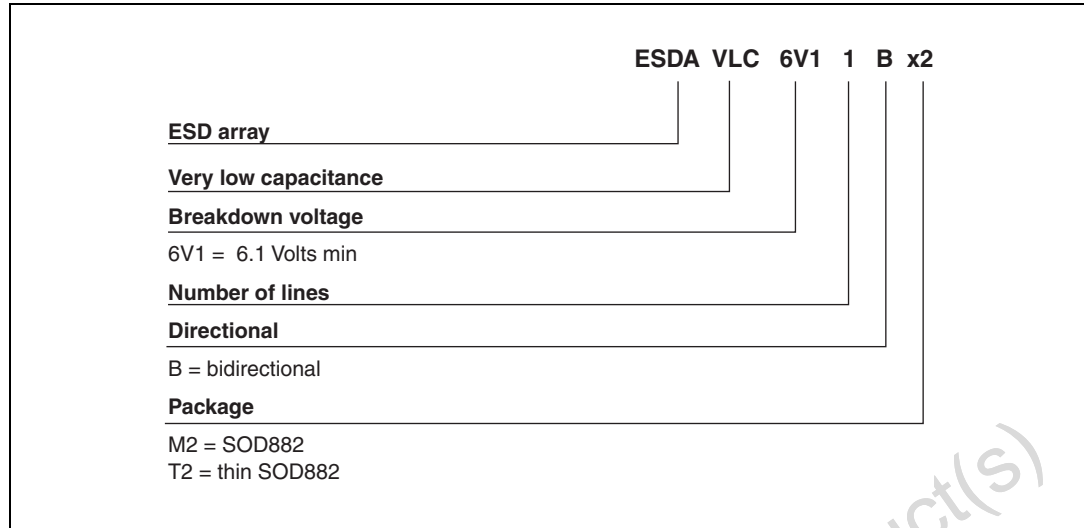 ESDA VLC 6V1 1 B x2
ESD array
Very low capacitance
Breakdown voltage
6V1 = 6.1 Volts min
Number of lines
Directional
B = bidirectional
Package
M2 = SOD882
T2 = thin SOD882